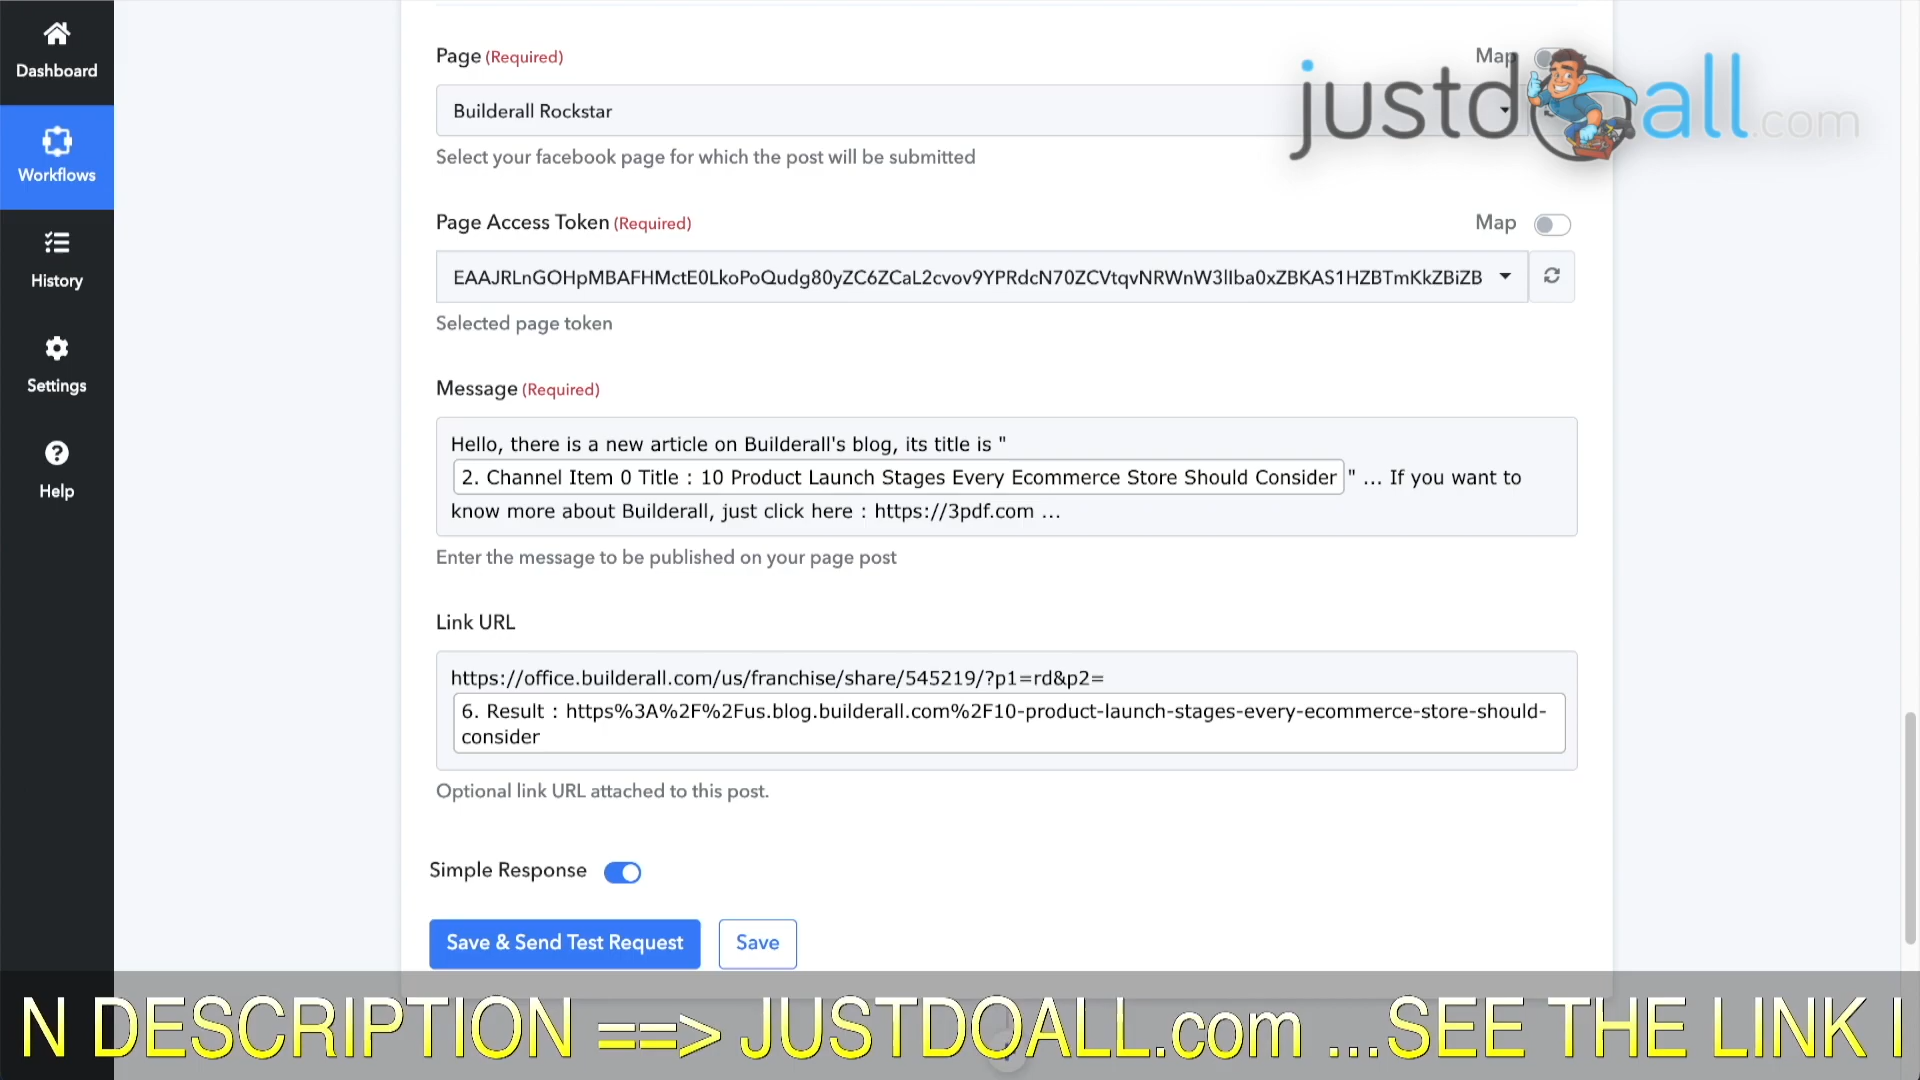 Dashboard
Workflows
History
Settings
Help
Page (Required)
Map
Builderall Rockstar
Select your facebook page for which the post will be submitted
justdoall.com
Page Access Token (Required)
Map
EAAJRLnGOHpMBAFHMctE0LkoPoQudg80yZC6ZCaL2cvov9YPRdcN70ZCVtqvNRWnW3lIba0xZBKAS1HZBTmKkZBiZB
Selected page token
Message (Required)
Hello, there is a new article on Builderall's blog, its title is "
2. Channel Item 0 Title : 10 Product Launch Stages Every Ecommerce Store Should Consider " ... If you want to
know more about Builderall, just click here : https://3pdf.com ...
Enter the message to be published on your page post
Link URL
https://office.builderall.com/us/franchise/share/545219/?p1=rd&p2=
6. Result : https%3A%2F%2Fus.blog.builderall.com%2F10-product-launch-stages-every-ecommerce-store-should-
consider
Optional link URL attached to this post.
Simple Response
Save & Send Test Request
Save
N DESCRIPTION ==> JUSTDOALL.com ...SEE THE LINK I